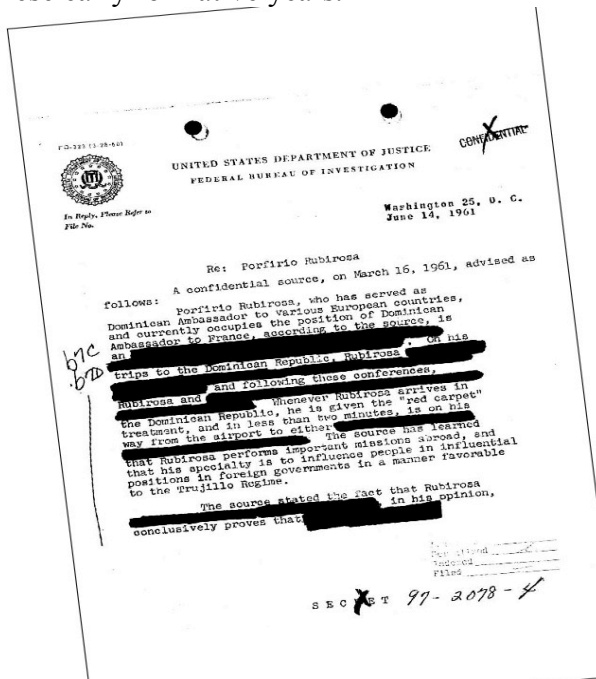 early formative years.
FD-323 (3-28-60)
UNITED STATES DEPARTMENT OF JUSTICE
FEDERAL BUREAU OF INVESTIGATION
CONFIDENTIAL
In Reply, Please Refer to
File No.
Washington 25, D. C.
June 14, 1961
Re: Porfirio Rubirosa
A confidential source, on March 16, 1961, advised as
follows:
Porfirio Rubirosa, who has served as
Dominican Ambassador to various European countries,
and currently occupies the position of Dominican
Ambassador to France, according to the source, is
an
. On his
trips to the Dominican Republic, Rubirosa
and following these conferences,
Rubirosa and
Whenever Rubirosa arrives in
the Dominican Republic, he is given the "red carpet"
treatment, and in less than two minutes, is on his
way from the airport to either
The source has learned
that Rubirosa performs important missions abroad, and
that his specialty is to influence people in influential
positions in foreign governments in a manner favorable
to the Trujillo Regime.
The source stated the fact that Rubirosa
in his opinion,
conclusively proves that
b7C
b7D
Indexed
Filed
SECRET 97-2078-4